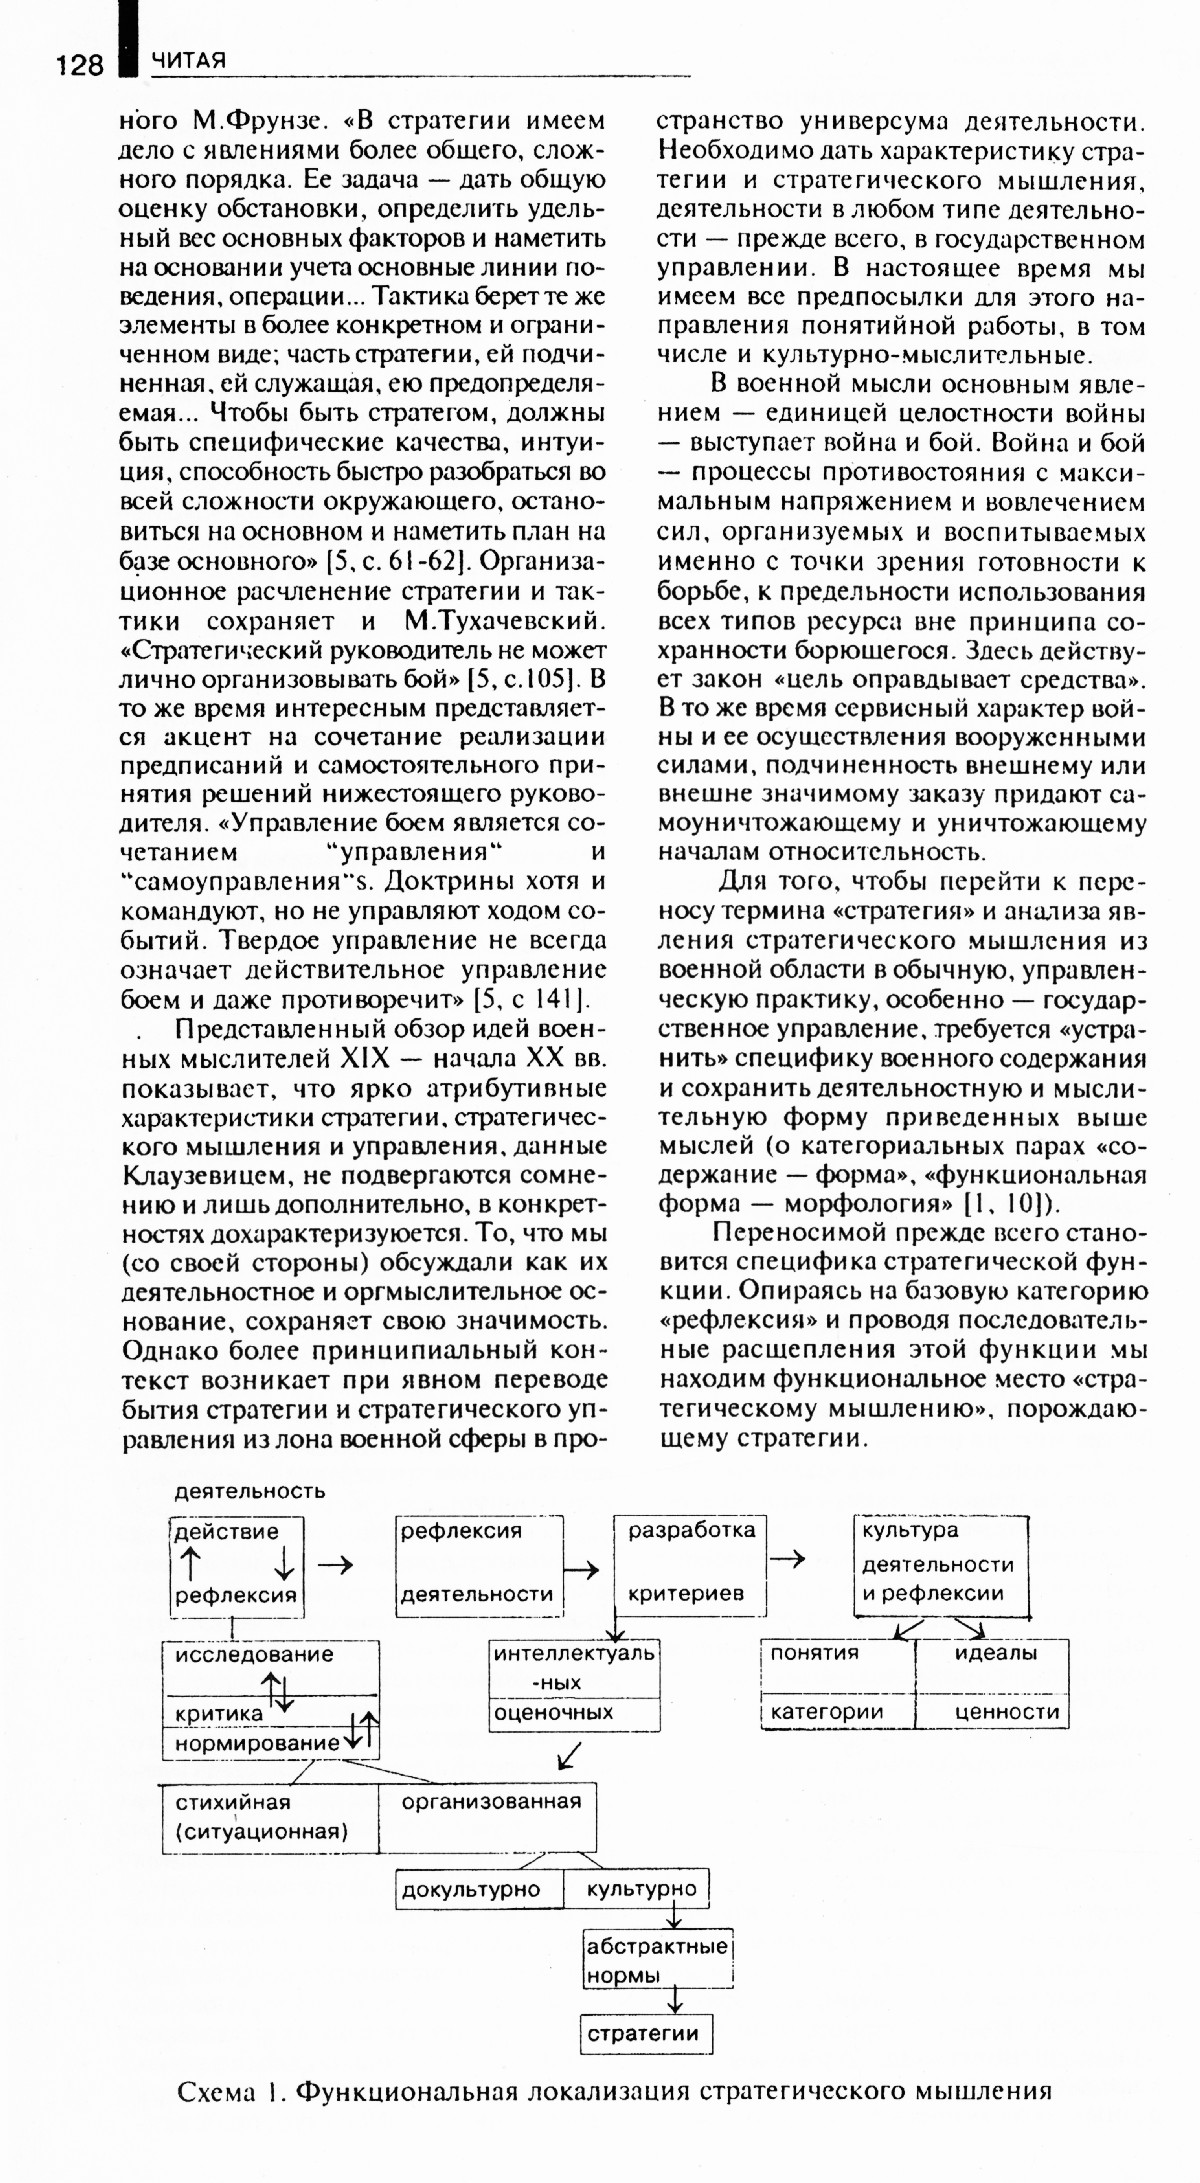 128
ЧИТАЯ
ного М.Фрунзе. «В стратегии имеем
дело с явлениями более общего, слож-
ного порядка. Ее задача — дать общую
оценку обстановки, определить удель-
ный вес основных факторов и наметить
на основании учета основные линии по-
ведения, операции... Тактика берет те же
элементы в более конкретном и ограни-
ченном виде; часть стратегии, ей подчи-
ненная, ей служащая, ею предопределя-
емая... Чтобы быть стратегом, должны
быть специфические качества, интуи-
ция, способность быстро разобраться во
всей сложности окружающего, остано-
виться на основном и наметить план на
базе основного» [5, с. 61-62]. Организа-
ционное расчленение стратегии и так-
тики сохраняет и М.Тухачевский.
«Стратегический руководитель не может
лично организовывать бой» [5, с.105]. В
то же время интересным представляет-
ся акцент на сочетание реализации
предписаний и самостоятельного при-
нятия решений нижестоящего руково-
дителя. «Управление боем является со-
четанием “управления“ и
“самоуправления”s. Доктрины хотя и
командуют, но не управляют ходом со-
бытий. Твердое управление не всегда
означает действительное управление
боем и даже противоречит» [5, с 141].
Представленный обзор идей воен-
ных мыслителей XIX — начала XX вв.
показывает, что ярко атрибутивные
характеристики стратегии, стратегичес-
кого мышления и управления, данные
Клаузевицем, не подвергаются сомне-
нию и лишь дополнительно, в конкрет-
ностях дохарактеризуюется. То, что мы
(со своей стороны) обсуждали как их
деятельностное и оргмыслительное ос-
нование, сохраняет свою значимость.
Однако более принципиальный кон-
текст возникает при явном переводе
бытия стратегии и стратегического уп-
равления из лона военной сферы в про-
странство универсума деятельности.
Необходимо дать характеристику стра-
тегии и стратегического мышления,
деятельности в любом типе деятельно-
сти — прежде всего, в государственном
управлении. В настоящее время мы
имеем все предпосылки для этого на-
правления понятийной работы, в том
числе и культурно-мыслительные.
В военной мысли основным явле-
нием — единицей целостности войны
— выступает война и бой. Война и бой
— процессы противостояния с макси-
мальным напряжением и вовлечением
сил, организуемых и воспитываемых
именно с точки зрения готовности к
борьбе, к предельности использования
всех типов ресурса вне принципа со-
хранности борющегося. Здесь действу-
ет закон «цель оправдывает средства».
В то же время сервисный характер вой-
ны и ее осуществления вооруженными
силами, подчиненность внешнему или
внешне значимому заказу придают са-
моуничтожающему и уничтожающему
началам относительность.
Для того, чтобы перейти к пере-
носу термина «стратегия» и анализа яв-
ления стратегического мышления из
военной области в обычную, управлен-
ческую практику, особенно — государ-
ственное управление, требуется «устра-
нить» специфику военного содержания
и сохранить деятельностную и мысли-
тельную форму приведенных выше
мыслей (о категориальных парах «со-
держание — форма», «функциональная
форма — морфология» [1, 10]).
Переносимой прежде всего стано-
вится специфика стратегической фун-
кции. Опираясь на базовую категорию
«рефлексия» и проводя последователь-
ные расщепления этой функции мы
находим функциональное место «стра-
тегическому мышлению», порождаю-
щему стратегии.
деятельность
действие
рефлексия
рефлексия
деятельности
разработка
критериев
культура
деятельности
и рефлексии
исследование
критика
нормирование
интеллектуаль
-ных
оценочных
понятия
идеалы
категории
ценности
стихийная
(ситуационная)
организованная
докультурно
культурно
абстрактные
нормы
стратегии
Схема 1. Функциональная локализация стратегического мышления